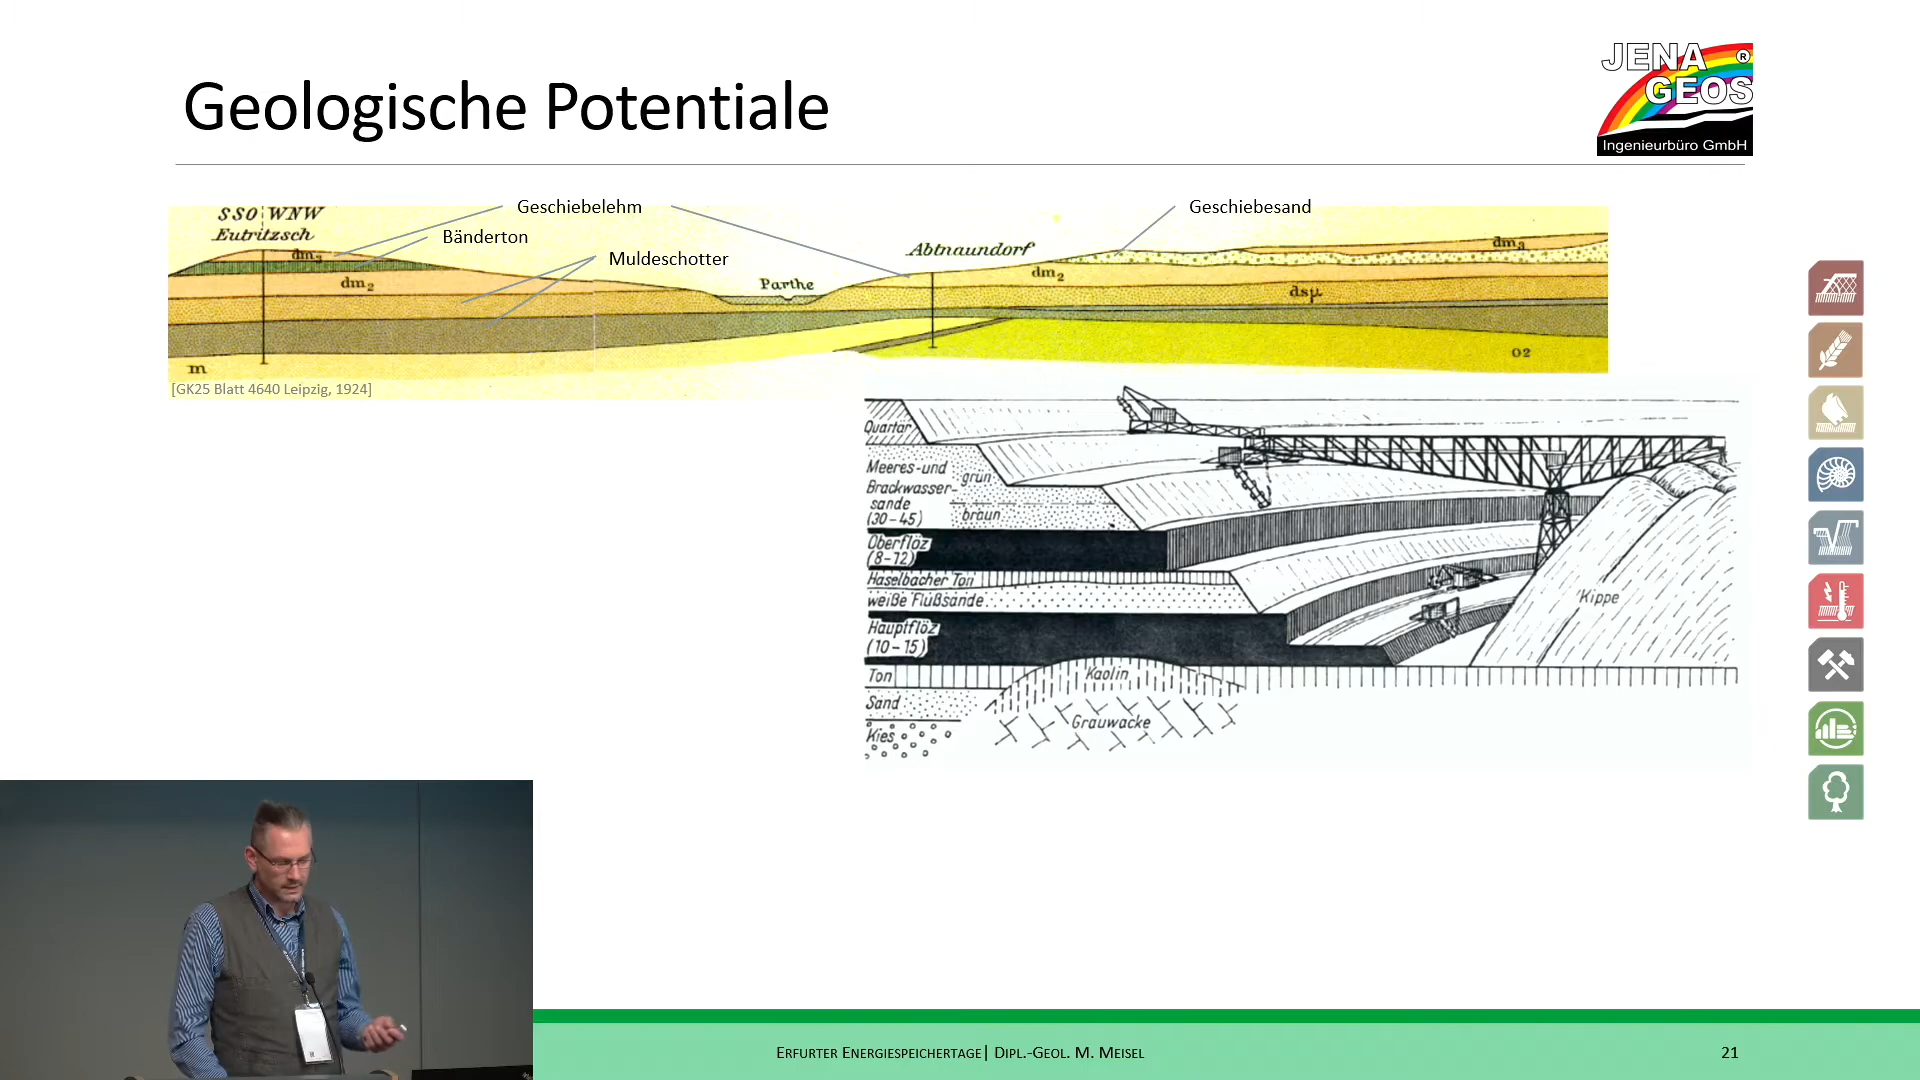 Geologische Potentiale
JENA ®
GEOS
Ingenieurbüro GmbH
SSO WNW
Eutritzsch
Geschiebelehm
Bänderton
Muldeschotter
Geschiebesand
Abtnaundorf
Parthe
dm3
dm2
dm2
dm3
dsµ
m
o2
[GK25 Blatt 4640 Leipzig, 1924]
Quartär
Meeres-und
Brackwasser-
sande
(30-45)
grün
braun
Oberflöz
(8-12)
Haselbacher Ton
weiße Flußsande
Hauptflöz
(10-15)
Ton
Sand
Kies
Kaolin
Grauwacke
Kippe
Erfurter Energiespeichertage| Dipl.-Geol. M. Meisel
21